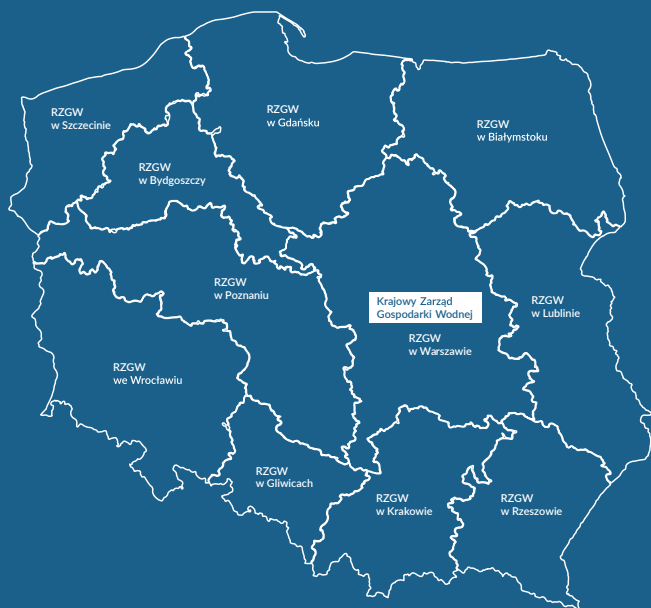 RZGW
w Szczecinie
RZGW
w Gdańsku
RZGW
w Białymstoku
RZGW
w Bydgoszczy
RZGW
w Poznaniu
Krajowy Zarząd
Gospodarki Wodnej
RZGW
w Warszawie
RZGW
w Lublinie
RZGW
we Wrocławiu
RZGW
w Gliwicach
RZGW
w Krakowie
RZGW
w Rzeszowie